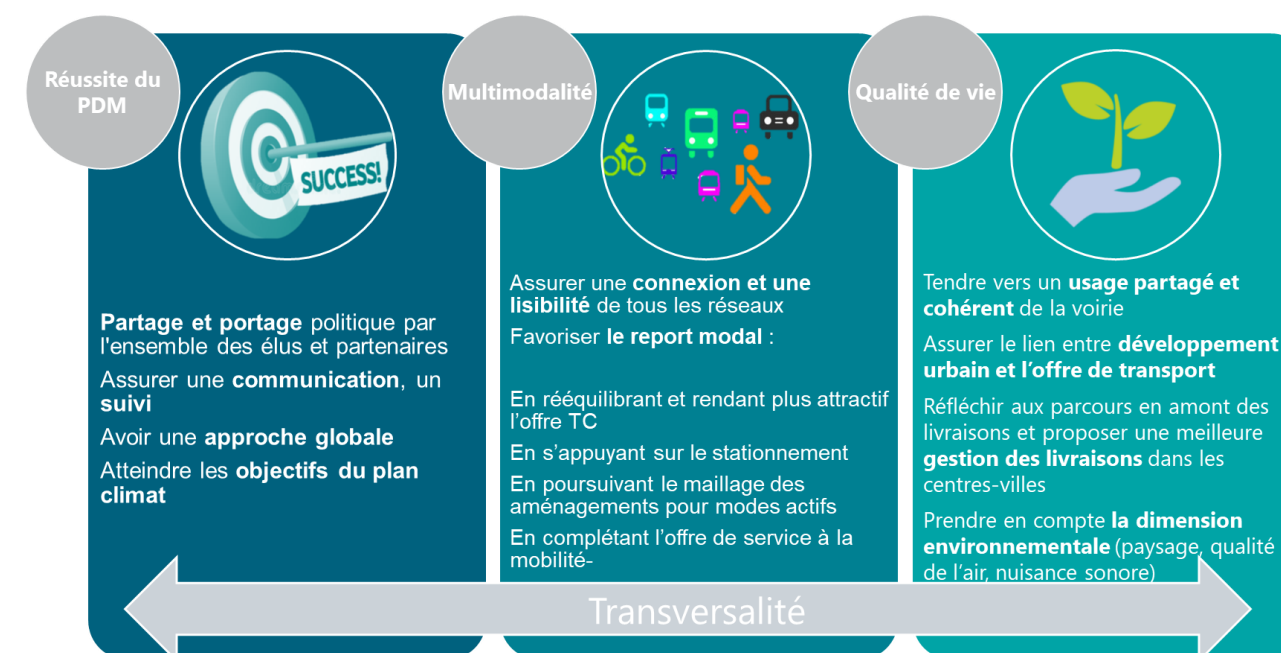 Réussite du
PDM
SUCCESS!
Partage et portage politique par
l'ensemble des élus et partenaires
Assurer une communication, un
suivi
Avoir une approche globale
Atteindre les objectifs du plan
climat
Multimodalité
Assurer une connexion et une
lisibilité de tous les réseaux
Favoriser le report modal :
En rééquilibrant et rendant plus attractif
l’offre TC
En s’appuyant sur le stationnement
En poursuivant le maillage des
aménagements pour modes actifs
En complétant l’offre de service à la
mobilité-
Qualité de vie
Tendre vers un usage partagé et
cohérent de la voirie
Assurer le lien entre développement
urbain et l’offre de transport
Réfléchir aux parcours en amont des
livraisons et proposer une meilleure
gestion des livraisons dans les
centres-villes
Prendre en compte la dimension
environnementale (paysage, qualité
de l’air, nuisance sonore)
Transversalité